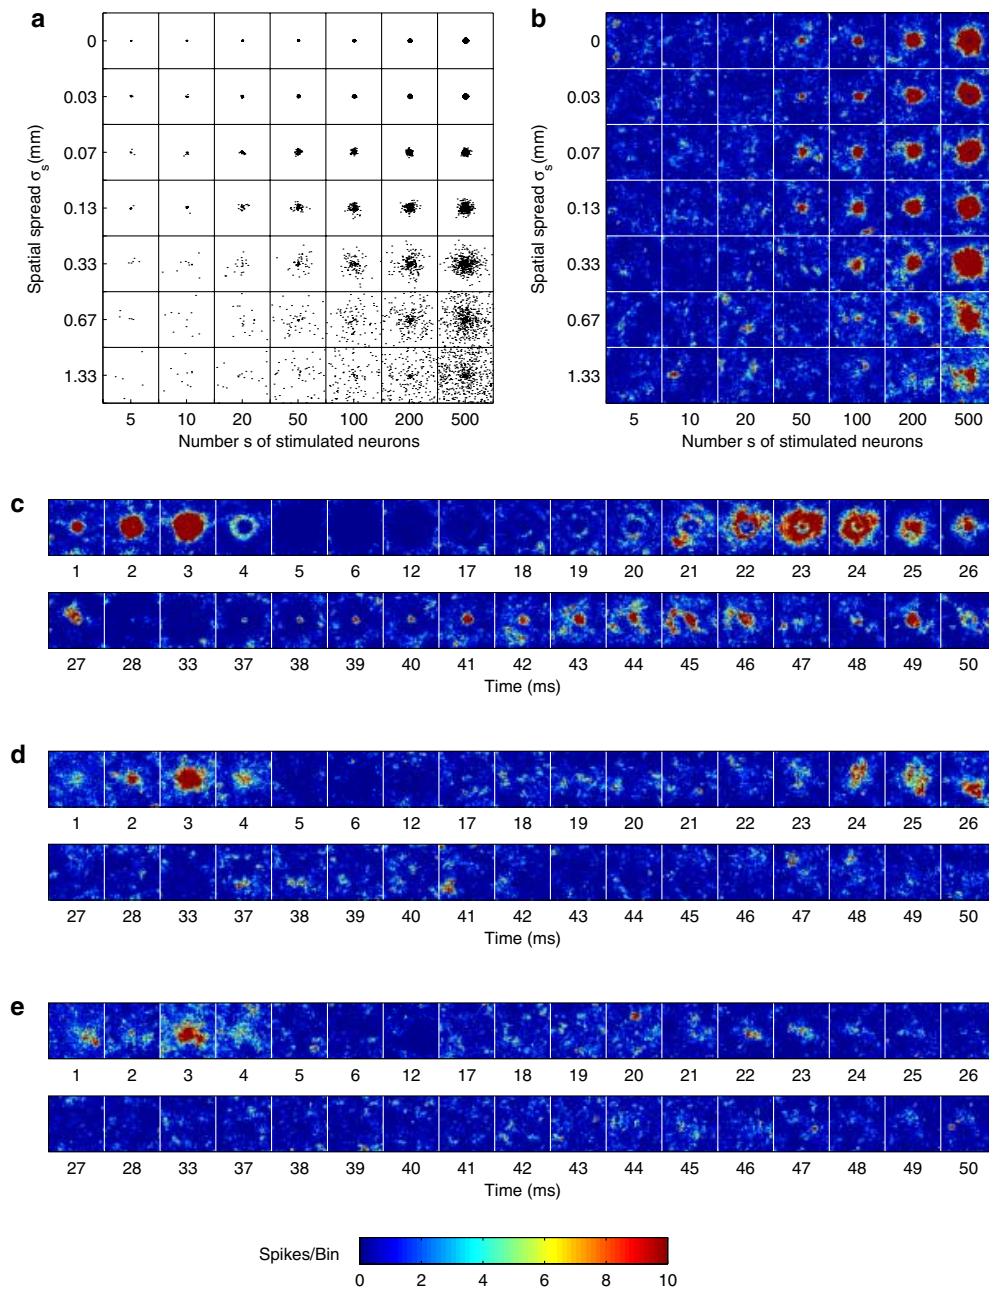 a
Spatial spread σs(mm)
0
0.03
0.07
0.13
0.33
0.67
1.33
5 10 20 50 100 200 500
Number s of stimulated neurons
b
Spatial spread σs(mm)
0
0.03
0.07
0.13
0.33
0.67
1.33
5 10 20 50 100 200 500
Number s of stimulated neurons
c
1 2 3 4 5 6 12 17 18 19 20 21 22 23 24 25 26
27 28 33 37 38 39 40 41 42 43 44 45 46 47 48 49 50
Time (ms)
d
1 2 3 4 5 6 12 17 18 19 20 21 22 23 24 25 26
27 28 33 37 38 39 40 41 42 43 44 45 46 47 48 49 50
Time (ms)
e
1 2 3 4 5 6 12 17 18 19 20 21 22 23 24 25 26
27 28 33 37 38 39 40 41 42 43 44 45 46 47 48 49 50
Time (ms)
Spikes/Bin
0 2 4 6 8 10